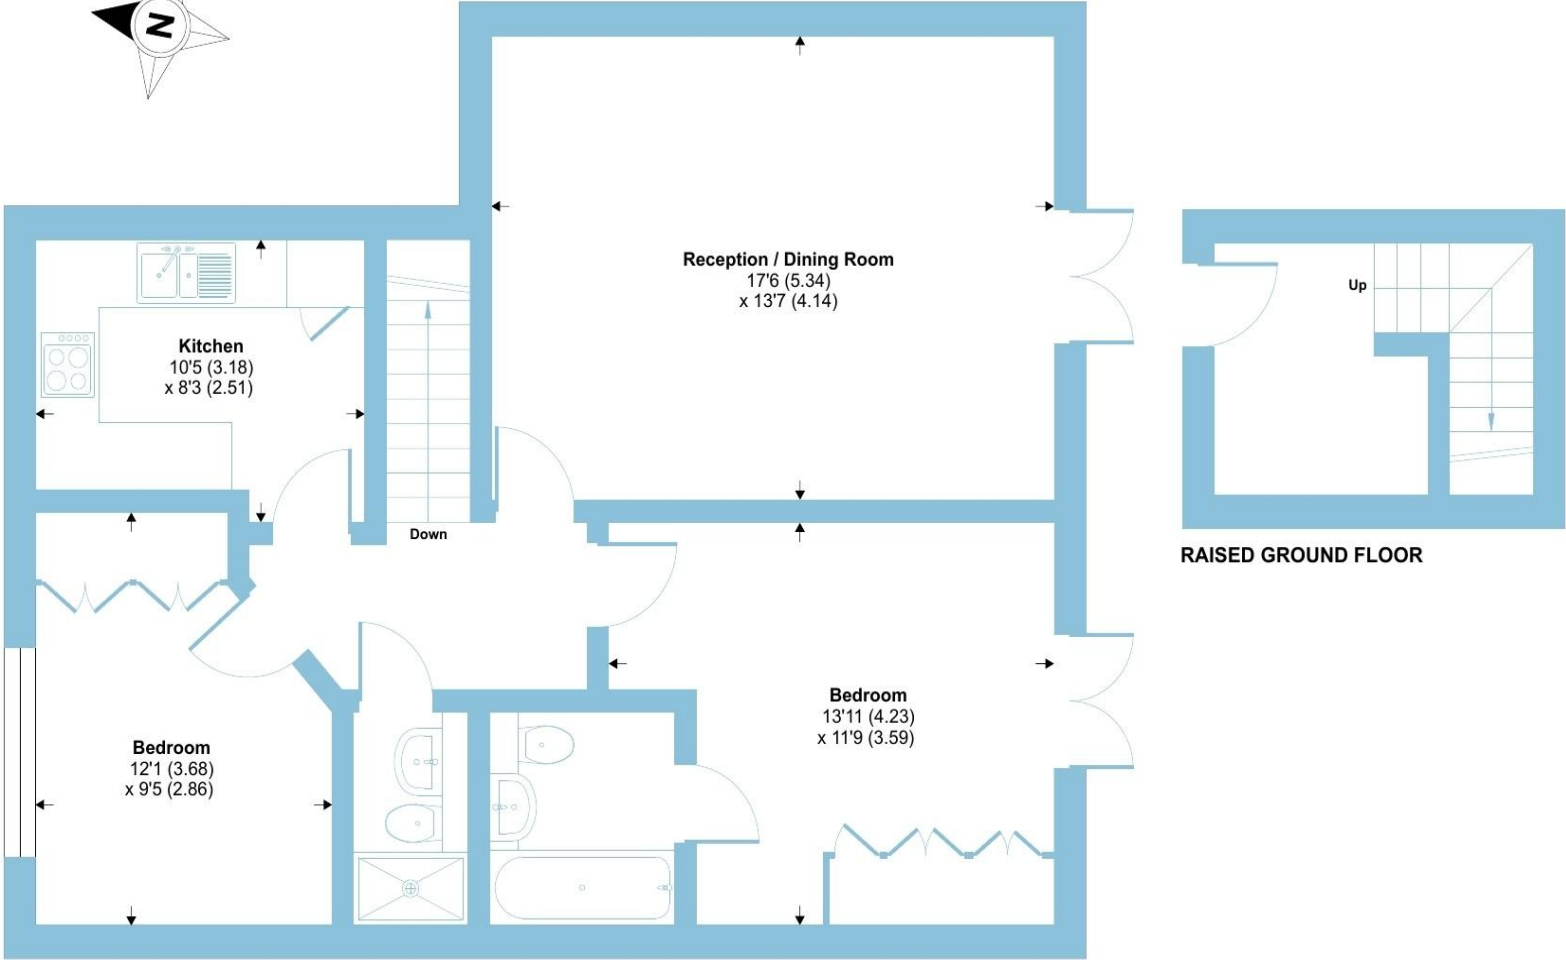 N
Reception / Dining Room
17'6 (5.34)
x 13'7 (4.14)
Up
Kitchen
10'5 (3.18)
x 8'3 (2.51)
Down
RAISED GROUND FLOOR
Bedroom
13'11 (4.23)
x 11'9 (3.59)
Bedroom
12'1 (3.68)
x 9'5 (2.86)